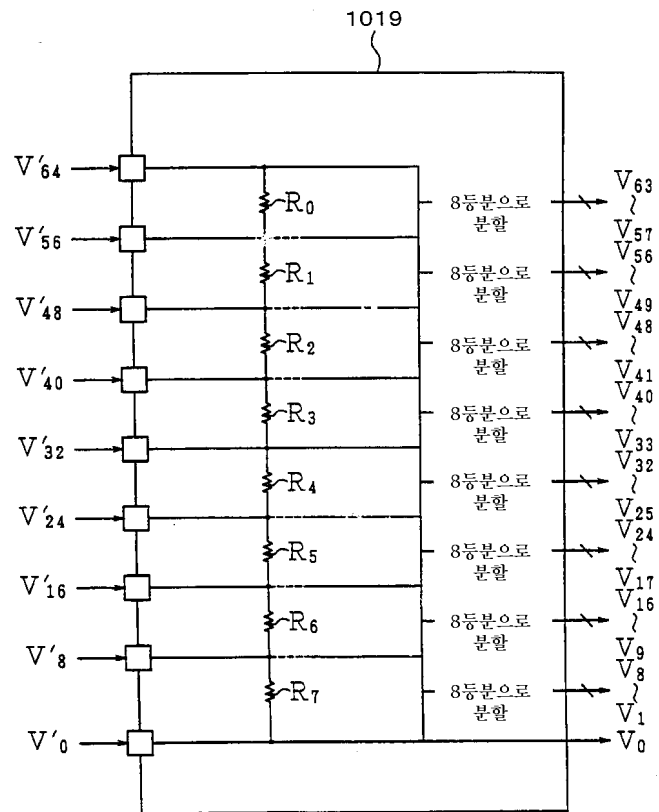 1019
V'64
R0
8등분으로
분할
V63
~
V57
V'56
R1
8등분으로
분할
V56
~
V49
V'48
R2
8등분으로
분할
V48
~
V41
V'40
R3
8등분으로
분할
V40
~
V33
V'32
R4
8등분으로
분할
V32
~
V25
V'24
R5
8등분으로
분할
V24
~
V17
V'16
R6
8등분으로
분할
V16
~
V9
V'8
R7
8등분으로
분할
V8
~
V1
V'0
V0